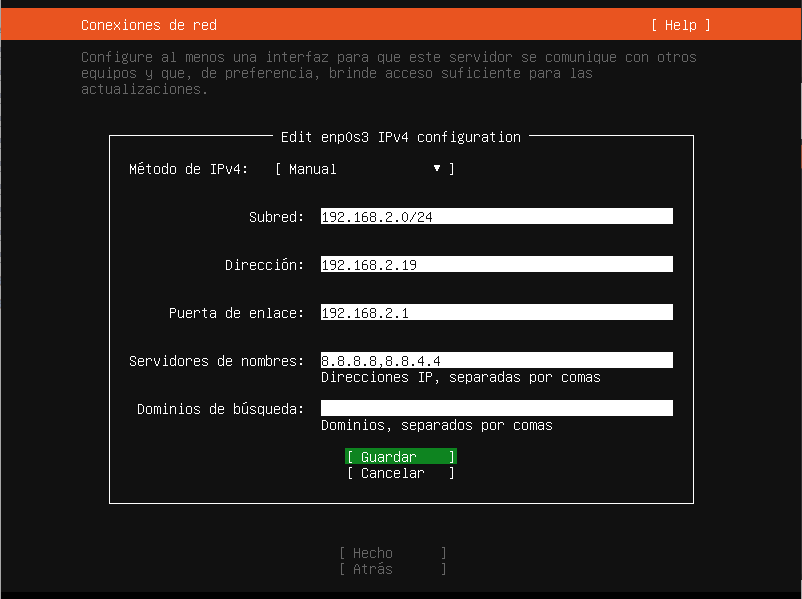 Conexiones de red [ Help ]
Configure al menos una interfaz para que este servidor se comunique con otros
equipos y que, de preferencia, brinde acceso suficiente para las
actualizaciones.
Edit enp0s3 IPv4 configuration
Método de IPv4: [ Manual ▾ ]
Subred: 192.168.2.0/24
Dirección: 192.168.2.19
Puerta de enlace: 192.168.2.1
Servidores de nombres: 8.8.8.8,8.8.4.4
Direcciones IP, separadas por comas
Dominios de búsqueda:
Dominios, separados por comas
[ Guardar ]
[ Cancelar ]
[ Hecho ]
[ Atrás ]